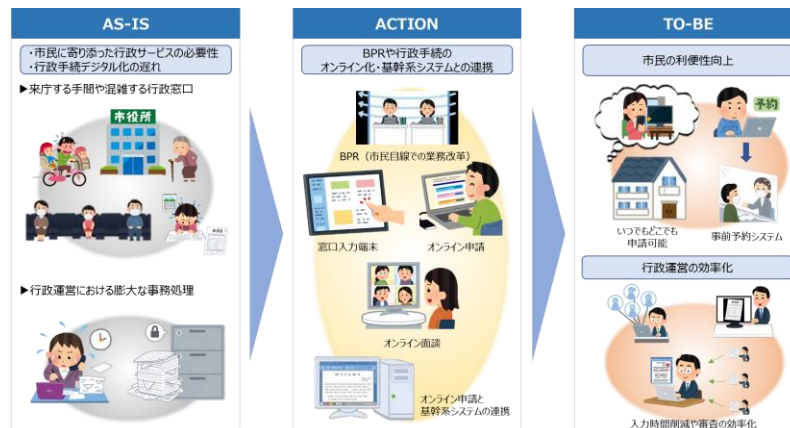 AS-IS
・市民に寄り添った行政サービスの必要性
・行政手続デジタル化の遅れ
▶来庁する手間や混雑する行政窓口
市役所
▶行政運営における膨大な事務処理
ACTION
BPRや行政手続の
オンライン化・基幹系システムとの連携
BPR（市民目線での業務改革）
窓口入力端末
オンライン申請
オンライン面談
オンライン申請と
基幹系システムの連携
TO-BE
市民の利便性向上
予約
いつでもどこでも
申請可能
事前予約システム
行政運営の効率化
入力時間削減や審査の効率化